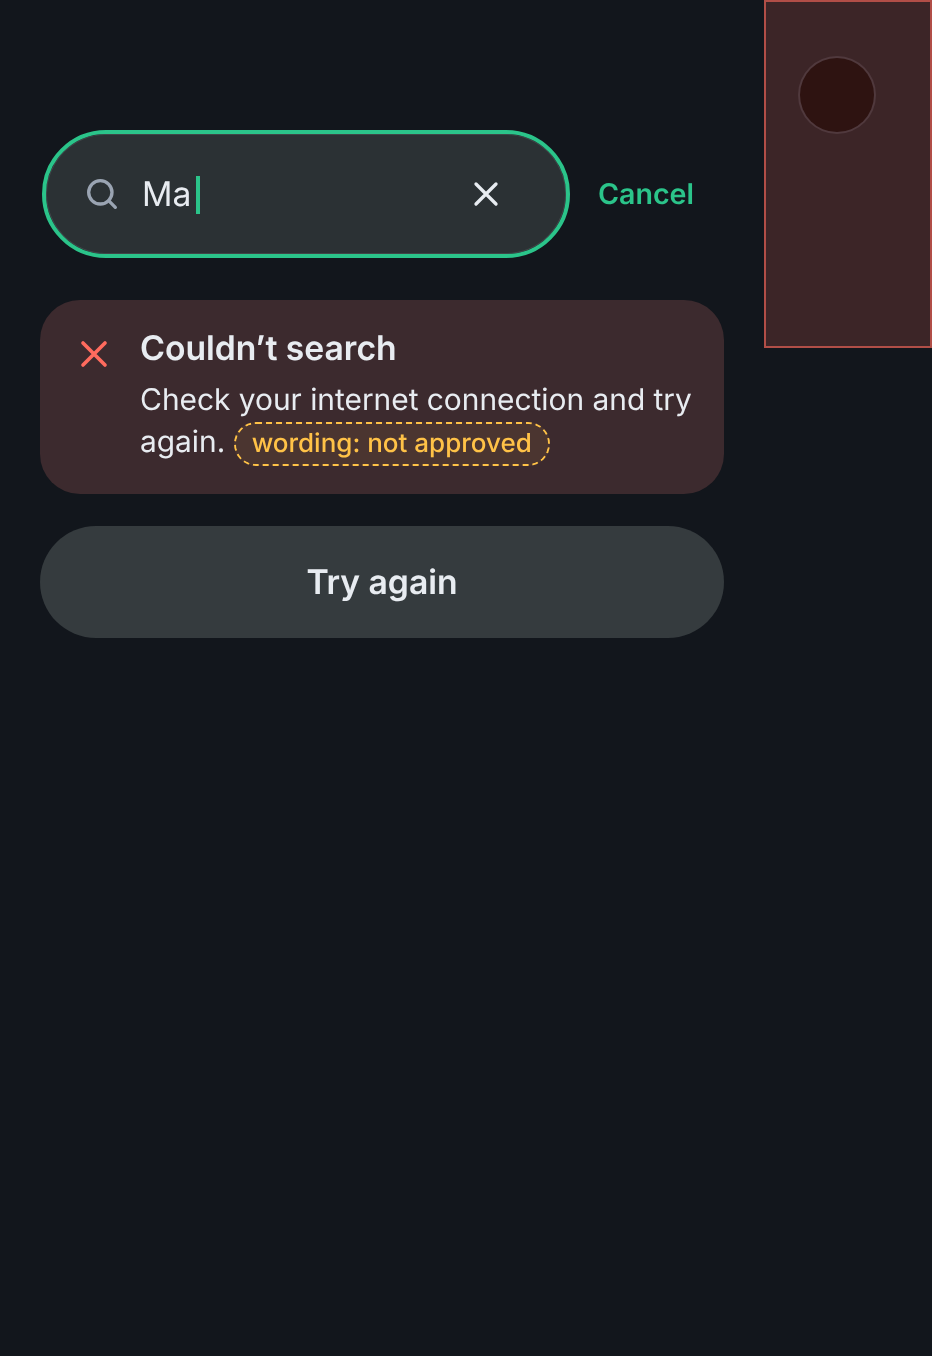 Ma
Cancel
Couldn’t search
Check your internet connection and try
again. wording: not approved
Try again